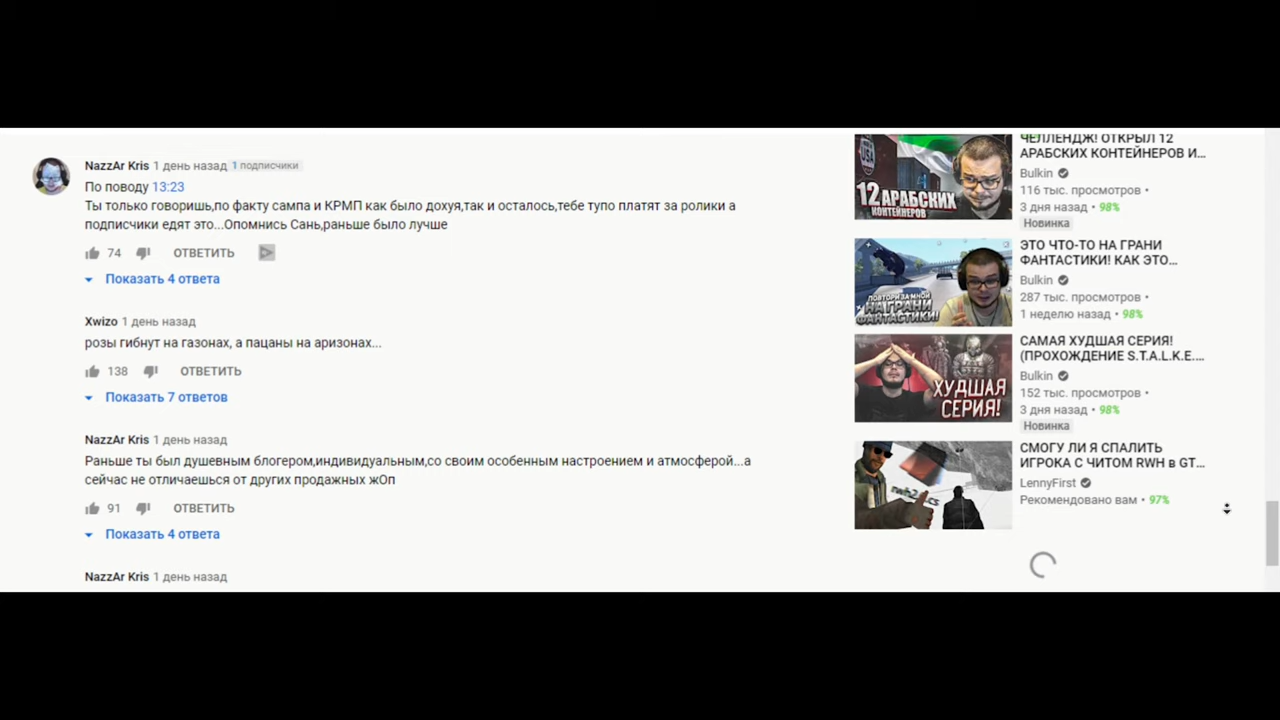 NazzAr Kris 1 день назад 1 подписчики
По поводу 13:23
Ты только говоришь,по факту сампа и КРМП как было дохуя,так и осталось,тебе тупо платят за ролики а
подписчики едят это...Опомнись Сань,раньше было лучше
74 ОТВЕТИТЬ
Показать 4 ответа
Xwizo 1 день назад
розы гибнут на газонах, а пацаны на аризонах...
138 ОТВЕТИТЬ
Показать 7 ответов
NazzAr Kris 1 день назад
Раньше ты был душевным блогером,индивидуальным,со своим особенным настроением и атмосферой...а
сейчас не отличаешься от других продажных жОп
91 ОТВЕТИТЬ
Показать 4 ответа
NazzAr Kris 1 день назад
12 АРАБСКИХ
КОНТЕЙНЕРОВ
ЧЕЛЛЕНДЖ! ОТКРЫЛ 12
АРАБСКИХ КОНТЕЙНЕРОВ И...
Bulkin
116 тыс. просмотров •
3 дня назад • 98%
Новинка
ПОВТОРИ ЗА МНОЙ
НА ГРАНИ
ФАНТАСТИКИ!
ЭТО ЧТО-ТО НА ГРАНИ
ФАНТАСТИКИ! КАК ЭТО...
Bulkin
287 тыс. просмотров •
1 неделю назад • 98%
ХУДШАЯ
СЕРИЯ!
САМАЯ ХУДШАЯ СЕРИЯ!
(ПРОХОЖДЕНИЕ S.T.A.L.K.E....
Bulkin
152 тыс. просмотров •
3 дня назад • 98%
Новинка
СМОГУ ЛИ Я СПАЛИТЬ
ИГРОКА С ЧИТОМ RWH в GT...
LennyFirst
Рекомендовано вам • 97%